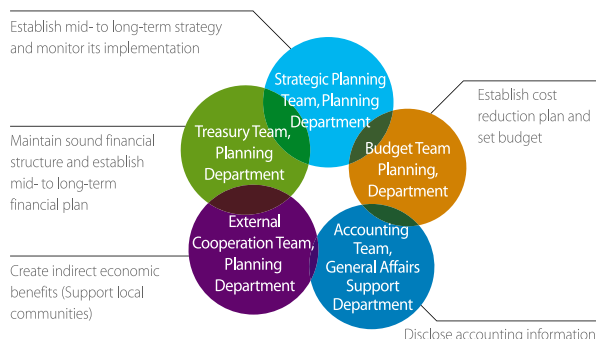 Establish mid- to long-term strategy
and monitor its implementation
Strategic Planning
Team, Planning
Department
Establish cost
reduction plan and
set budget
Treasury Team,
Planning
Department
Budget Team
Planning,
Department
Maintain sound financial
structure and establish
mid- to long-term
financial plan
External
Cooperation Team,
Planning
Department
Accounting
Team,
General Affairs
Support
Department
Create indirect economic
benefits (Support local
communities)
Disclose accounting information